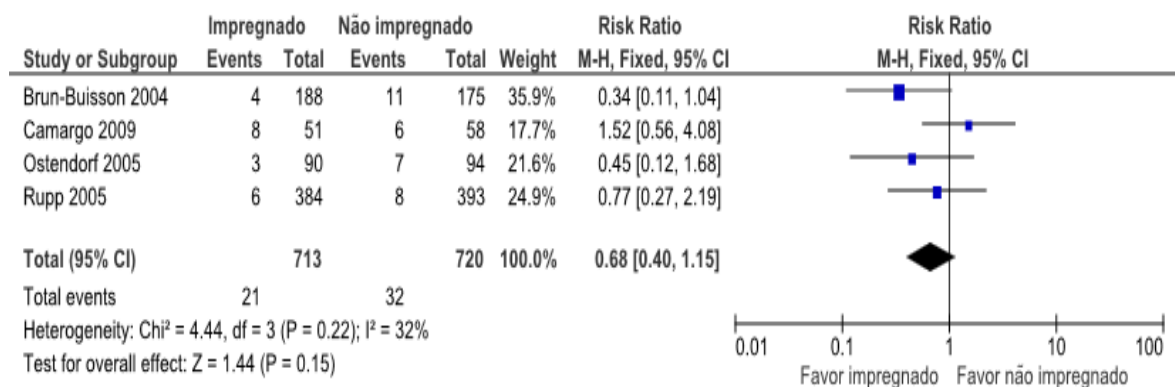 Impregnado Não impregnado Risk Ratio Risk Ratio
Study or Subgroup Events Total Events Total Weight M-H, Fixed, 95% CI M-H, Fixed, 95% CI
Brun-Buisson 2004 4 188 11 175 35.9% 0.34 [0.11, 1.04]
Camargo 2009 8 51 6 58 17.7% 1.52 [0.56, 4.08]
Ostendorf 2005 3 90 7 94 21.6% 0.45 [0.12, 1.68]
Rupp 2005 6 384 8 393 24.9% 0.77 [0.27, 2.19]
Total (95% CI) 713 720 100.0% 0.68 [0.40, 1.15]
Total events 21 32
Heterogeneity: Chi² = 4.44, df = 3 (P = 0.22); I² = 32%
Test for overall effect: Z = 1.44 (P = 0.15)
0.01 0.1 1 10 100
Favor impregnado Favor não impregnado